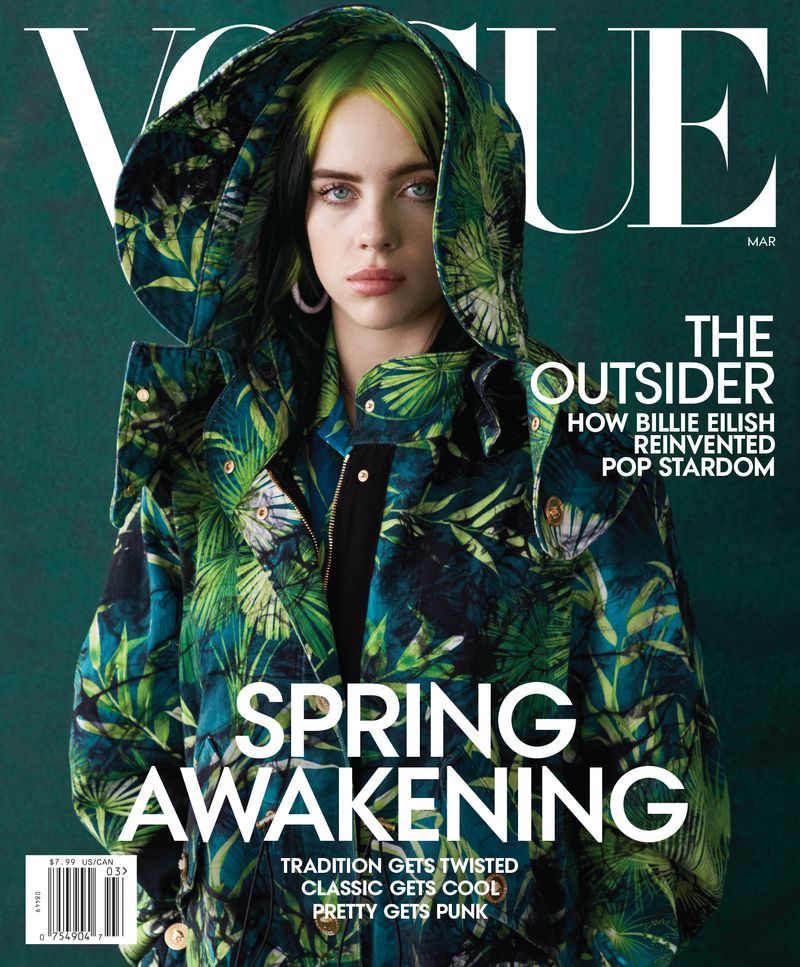 VOGUE
MAR
THE
OUTSIDER
HOW BILLIE EILISH
REINVENTED
POP STARDOM
SPRING
AWAKENING
TRADITION GETS TWISTED
CLASSIC GETS COOL
PRETTY GETS PUNK
$7.99 US/CAN
03>
08449
0 754904 7